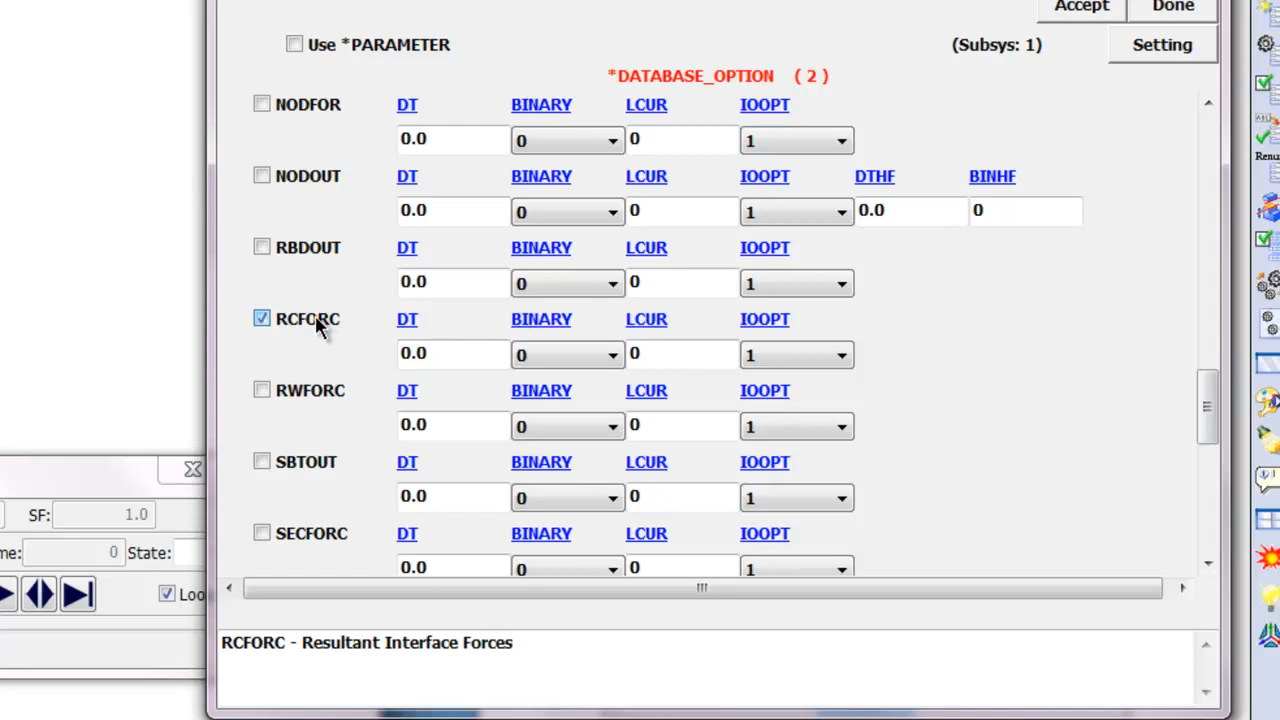 Accept Done
Use *PARAMETER (Subsys: 1) Setting
*DATABASE_OPTION ( 2 )
NODFOR DT BINARY LCUR IOOPT
0.0 0 0 1
NODOUT DT BINARY LCUR IOOPT DTHF BINHF
0.0 0 0 1 0.0 0
RBDOUT DT BINARY LCUR IOOPT
0.0 0 0 1
RCFORC DT BINARY LCUR IOOPT
0.0 0 0 1
RWFORC DT BINARY LCUR IOOPT
0.0 0 0 1
SBTOUT DT BINARY LCUR IOOPT
0.0 0 0 1
SECFORC DT BINARY LCUR IOOPT
0.0 0 0 1
SF: 1.0
me: 0 State:
Loo
RCFORC - Resultant Interface Forces
Renu